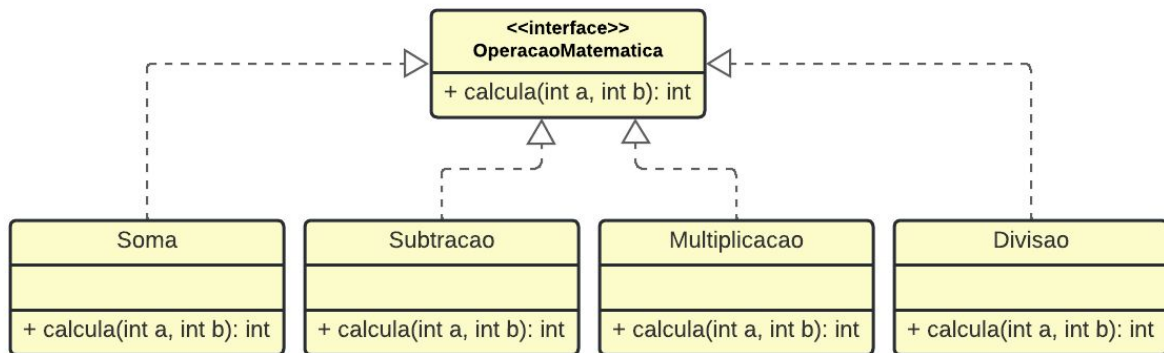 <<interface>>
OperacaoMatematica
+ calcula(int a, int b): int
Soma
+ calcula(int a, int b): int
Subtracao
+ calcula(int a, int b): int
Multiplicacao
+ calcula(int a, int b): int
Divisao
+ calcula(int a, int b): int